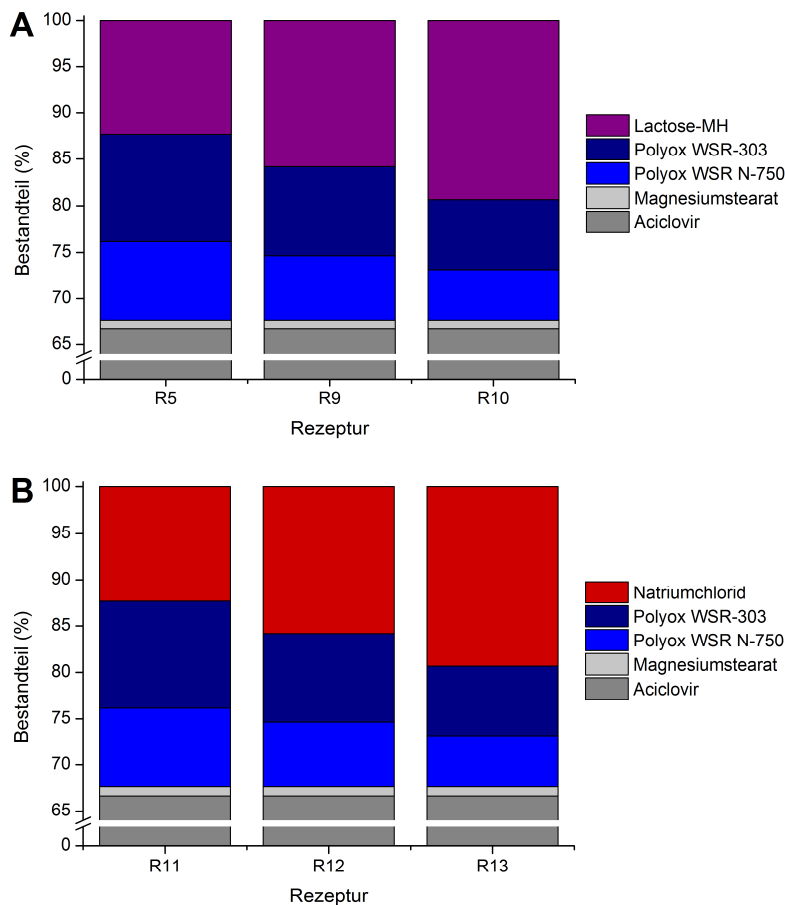 A
100
95
90
85
80
75
70
65
0
Bestandteil (%)
R5 R9 R10
Rezeptur
Lactose-MH
Polyox WSR-303
Polyox WSR N-750
Magnesiumstearat
Aciclovir
B
100
95
90
85
80
75
70
65
0
Bestandteil (%)
R11 R12 R13
Rezeptur
Natriumchlorid
Polyox WSR-303
Polyox WSR N-750
Magnesiumstearat
Aciclovir